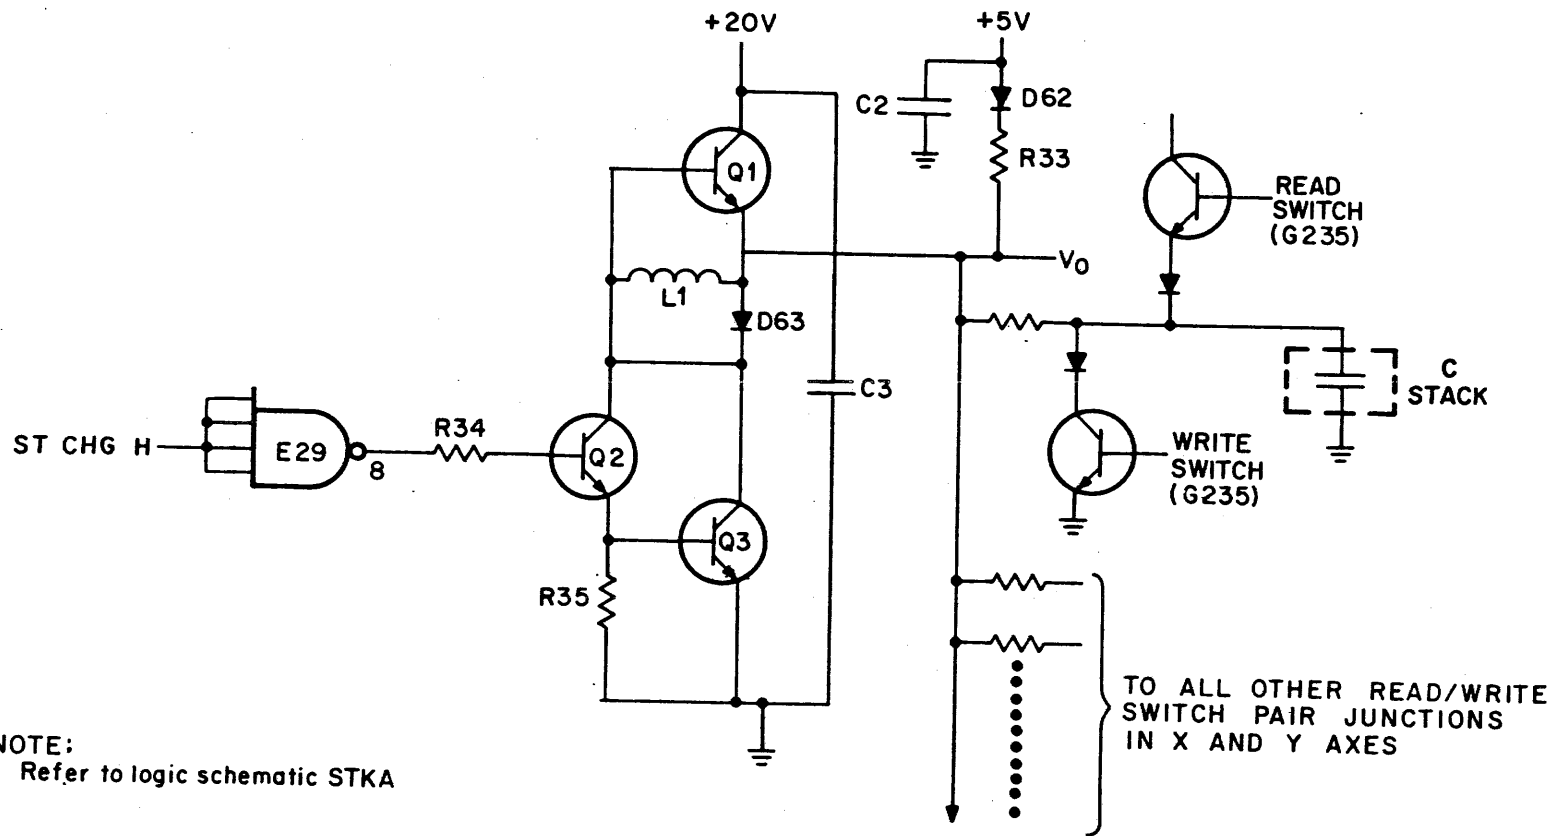 +20V
+5V
C2
D62
R33
Q1
READ
SWITCH
(G235)
V0
L1
D63
C3
C
STACK
R34
ST CHG H
E29
8
Q2
WRITE
SWITCH
(G235)
Q3
R35
TO ALL OTHER READ/WRITE
SWITCH PAIR JUNCTIONS
IN X AND Y AXES
NOTE:
Refer to logic schematic STKA